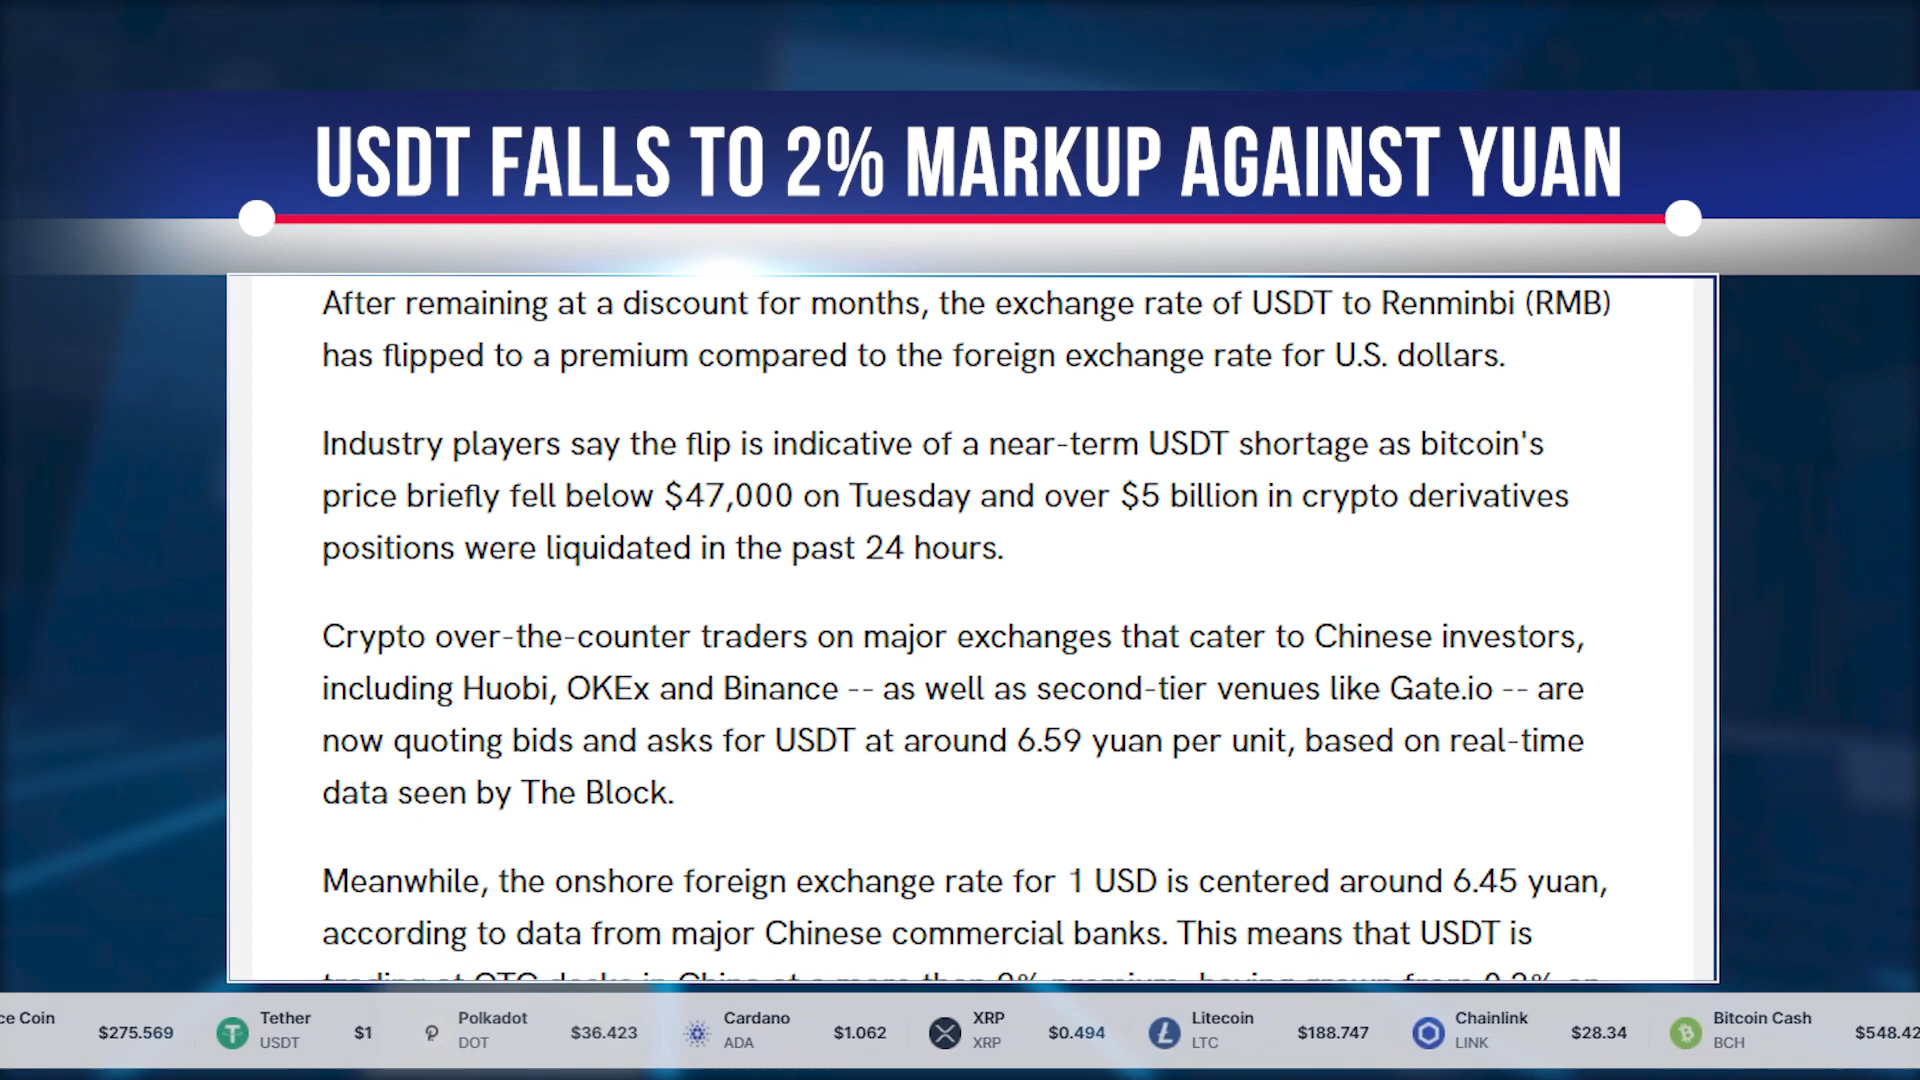 USDT FALLS TO 2% MARKUP AGAINST YUAN
After remaining at a discount for months, the exchange rate of USDT to Renminbi (RMB)
has flipped to a premium compared to the foreign exchange rate for U.S. dollars.
Industry players say the flip is indicative of a near-term USDT shortage as bitcoin's
price briefly fell below $47,000 on Tuesday and over $5 billion in crypto derivatives
positions were liquidated in the past 24 hours.
Crypto over-the-counter traders on major exchanges that cater to Chinese investors,
including Huobi, OKEx and Binance -- as well as second-tier venues like Gate.io -- are
now quoting bids and asks for USDT at around 6.59 yuan per unit, based on real-time
data seen by The Block.
Meanwhile, the onshore foreign exchange rate for 1 USD is centered around 6.45 yuan,
according to data from major Chinese commercial banks. This means that USDT is
ce Coin $275.569 Tether USDT $1 Polkadot DOT $36.423 Cardano ADA $1.062 XRP XRP $0.494 Litecoin LTC $188.747 Chainlink LINK $28.34 Bitcoin Cash BCH $548.42